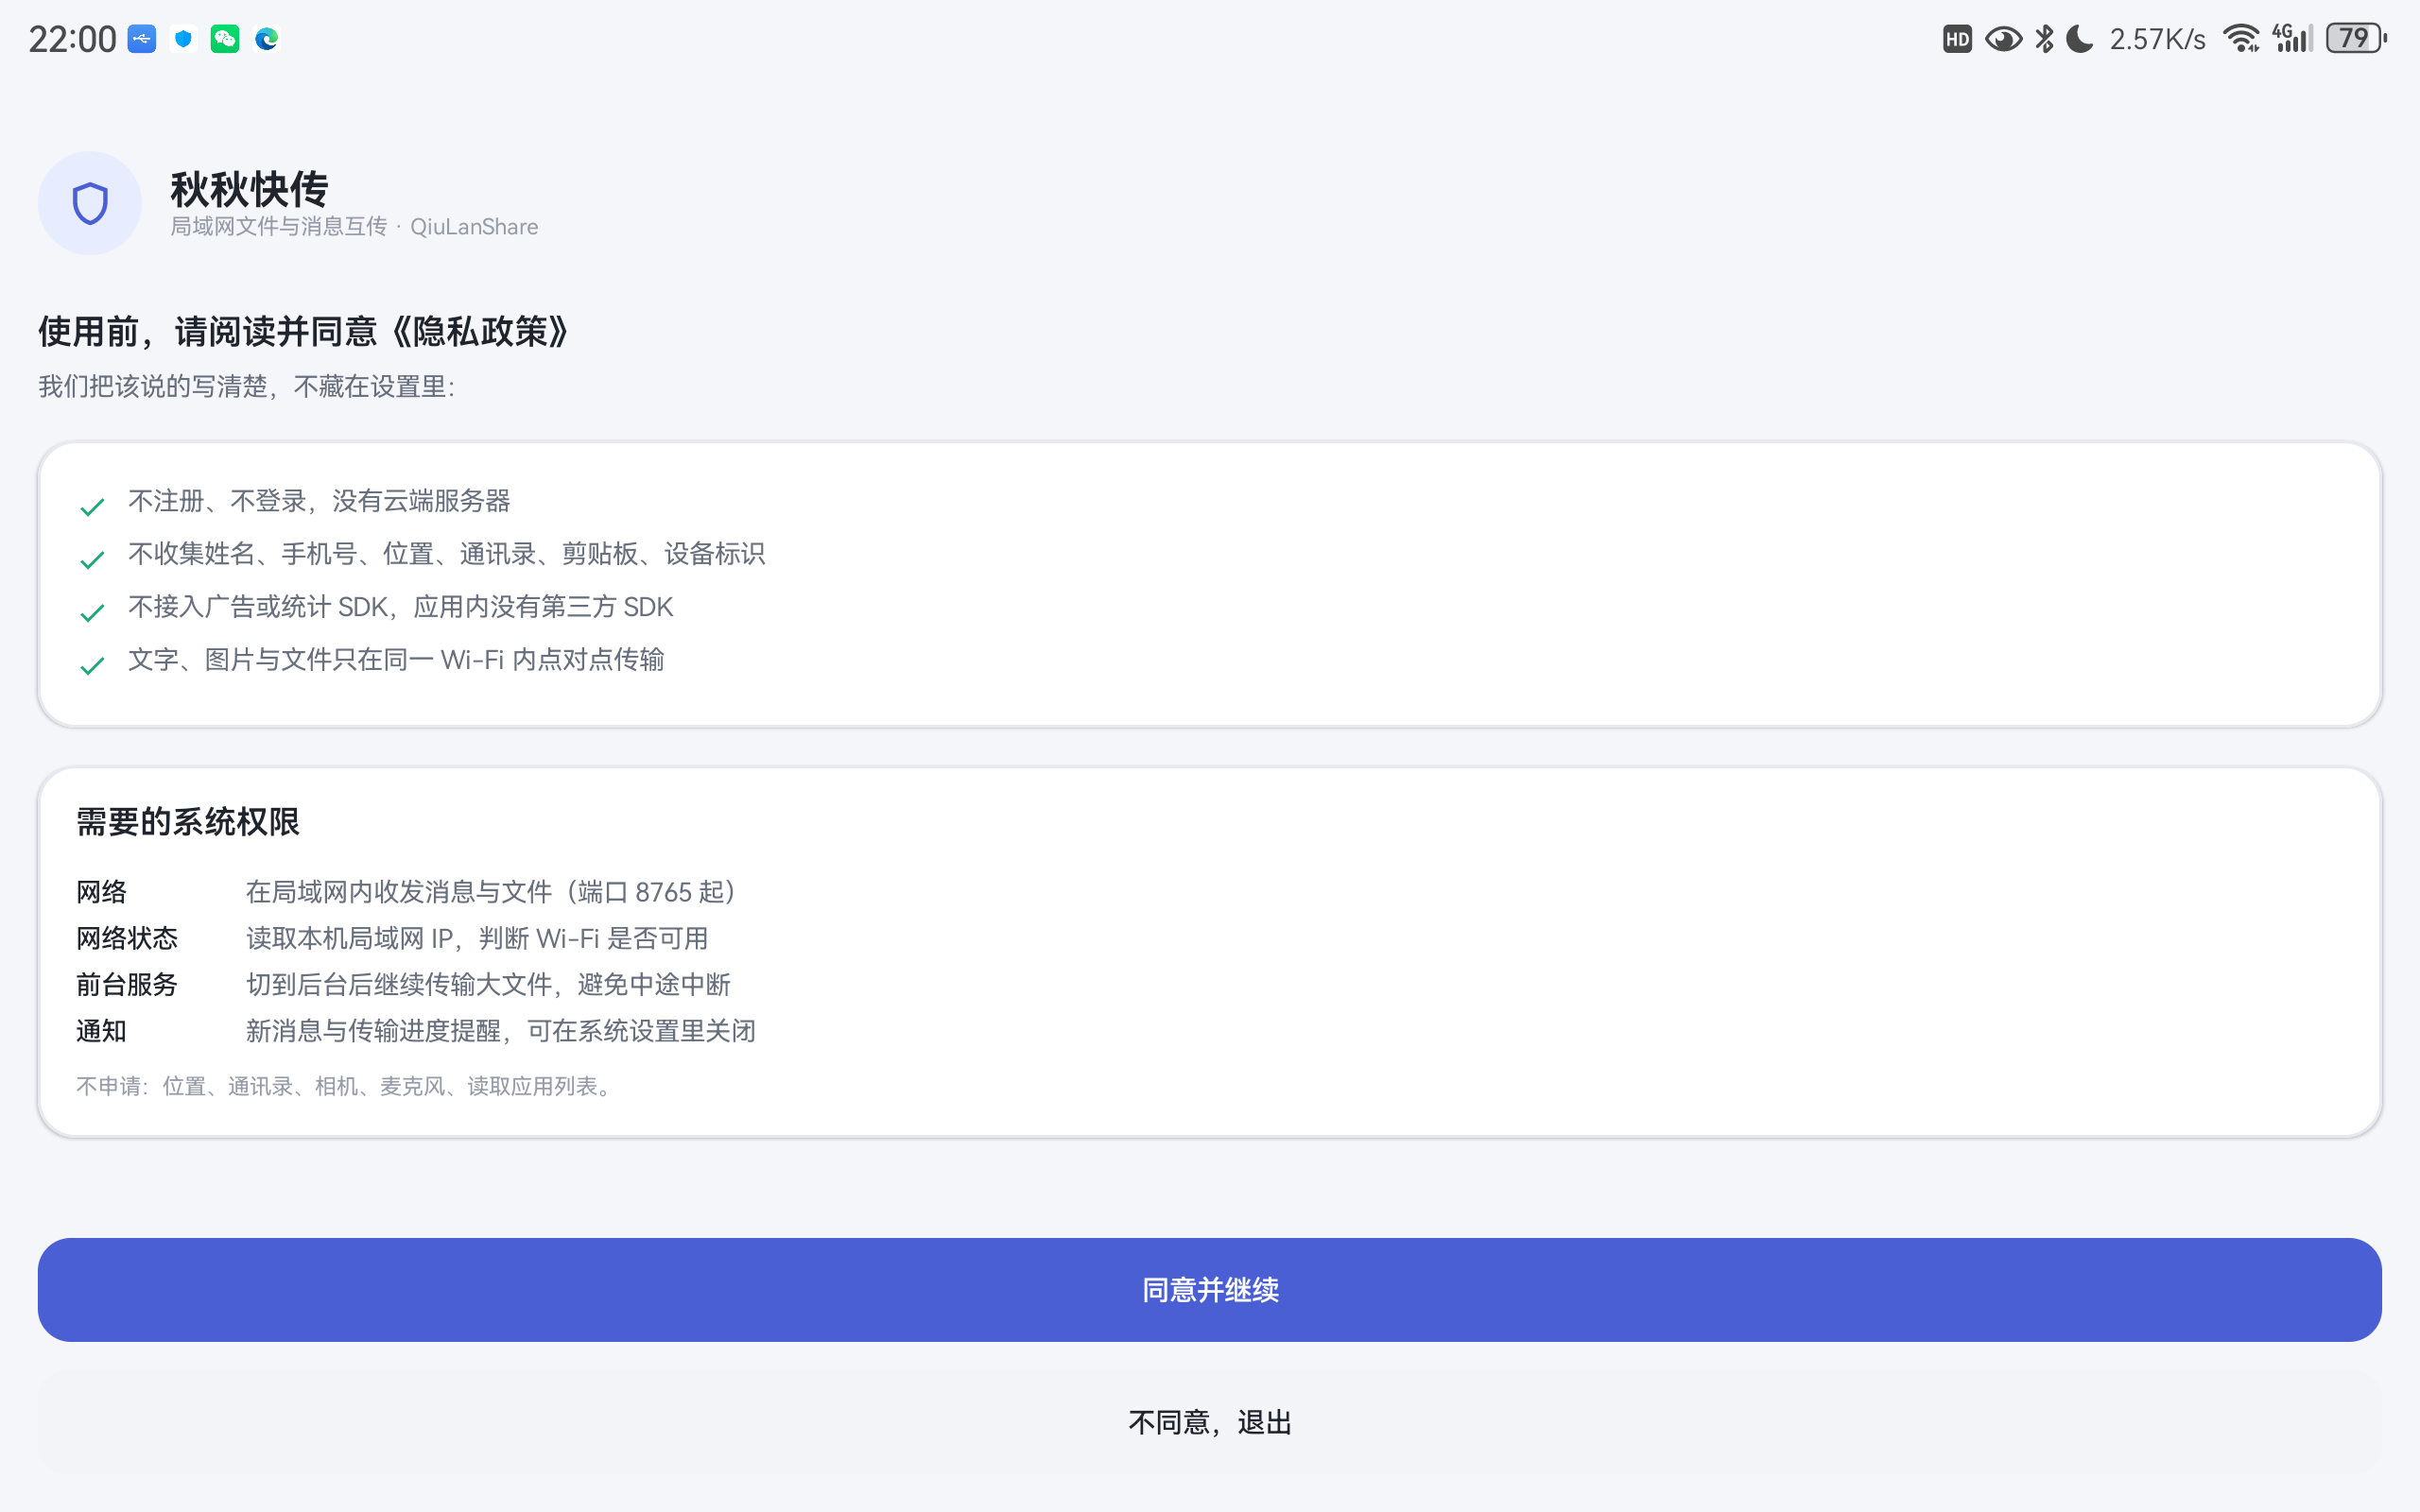 22:00
HD 2.57K/s 4G 79
秋秋快传
局域网文件与消息互传 · QiuLanShare
使用前，请阅读并同意《隐私政策》
我们把该说的写清楚，不藏在设置里：
不注册、不登录，没有云端服务器
不收集姓名、手机号、位置、通讯录、剪贴板、设备标识
不接入广告或统计 SDK，应用内没有第三方 SDK
文字、图片与文件只在同一 Wi-Fi 内点对点传输
需要的系统权限
网络 在局域网内收发消息与文件（端口 8765 起）
网络状态 读取本机局域网 IP，判断 Wi-Fi 是否可用
前台服务 切到后台后继续传输大文件，避免中途中断
通知 新消息与传输进度提醒，可在系统设置里关闭
不申请：位置、通讯录、相机、麦克风、读取应用列表。
同意并继续
不同意，退出